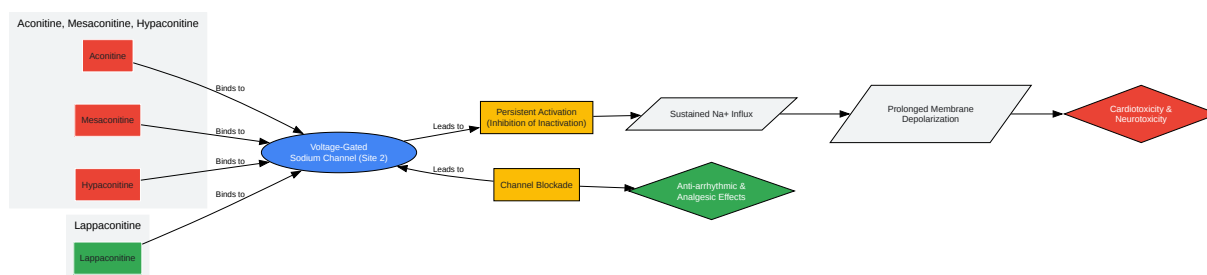 Aconitine, Mesaconitine, Hypaconitine
Aconitine
Binds to
Mesaconitine
Binds to
Hypaconitine
Binds to
Binds to
Lappaconitine
Lappaconitine
Voltage-Gated
Sodium Channel (Site 2)
Leads to
Leads to
Persistent Activation
(Inhibition of Inactivation)
Channel Blockade
Sustained Na+ Influx
Anti-arrhythmic &
Analgesic Effects
Prolonged Membrane
Depolarization
Cardiotoxicity &
Neurotoxicity